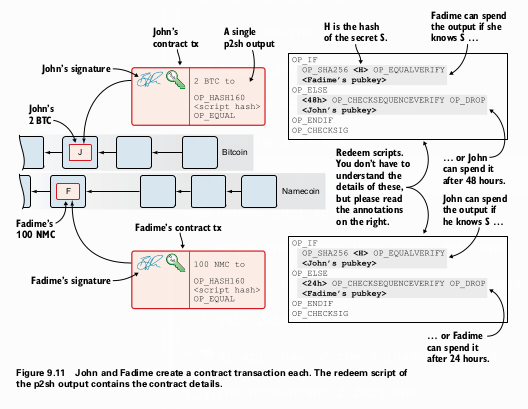 John's
contract tx
A single
p2sh output
H is the hash
of the secret S.
Fadime can spend
the output if she
knows S ...
John's signature
2 BTC to
OP_HASH160
<script hash>
OP_EQUAL
OP_IF
OP_SHA256 <H> OP_EQUALVERIFY
<Fadime's pubkey>
OP_ELSE
<48h> OP_CHECKSEQUENCEVERIFY OP_DROP
<John's pubkey>
OP_ENDIF
OP_CHECKSIG
John's
2 BTC
J
Bitcoin
F
Namecoin
Redeem scripts.
You don't have to
understand the
details of these,
but please read
the annotations
on the right.
... or John
can spend it
after 48 hours.
John can spend
the output if
he knows S ...
Fadime's
100 NMC
Fadime's contract tx
Fadime's signature
100 NMC to
OP_HASH160
<script hash>
OP_EQUAL
OP_IF
OP_SHA256 <H> OP_EQUALVERIFY
<John's pubkey>
OP_ELSE
<24h> OP_CHECKSEQUENCEVERIFY OP_DROP
<Fadime's pubkey>
OP_ENDIF
OP_CHECKSIG
... or Fadime
can spend it
after 24 hours.
Figure 9.11 John and Fadime create a contract transaction each. The redeem script of
the p2sh output contains the contract details.